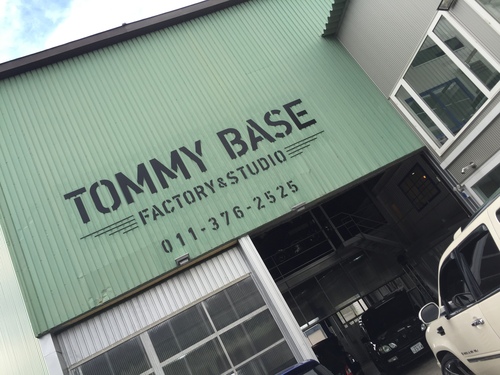 TOMMY BASE
FACTORY&STUDIO
011-376-2525